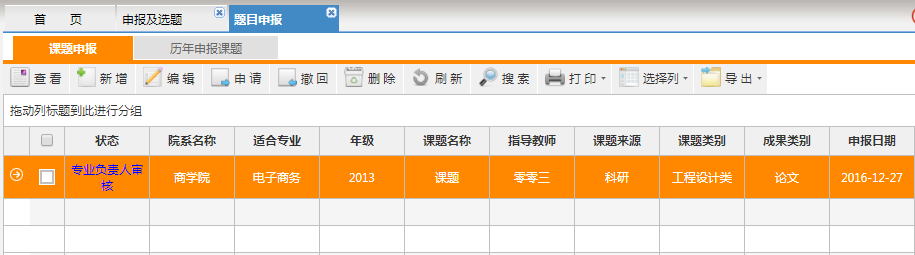 首 页 申报及选题 题目申报
课题申报 历年申报课题
查看 新增 编辑 申请 撤回 删除 刷新 搜索 打印 选择列 导出
拖动列标题到此进行分组
状态 院系名称 适合专业 年级 课题名称 指导教师 课题来源 课题类别 成果类别 申报日期
专业负责人审
核
商学院 电子商务 2013 课题 零零三 科研 工程设计类 论文 2016-12-27